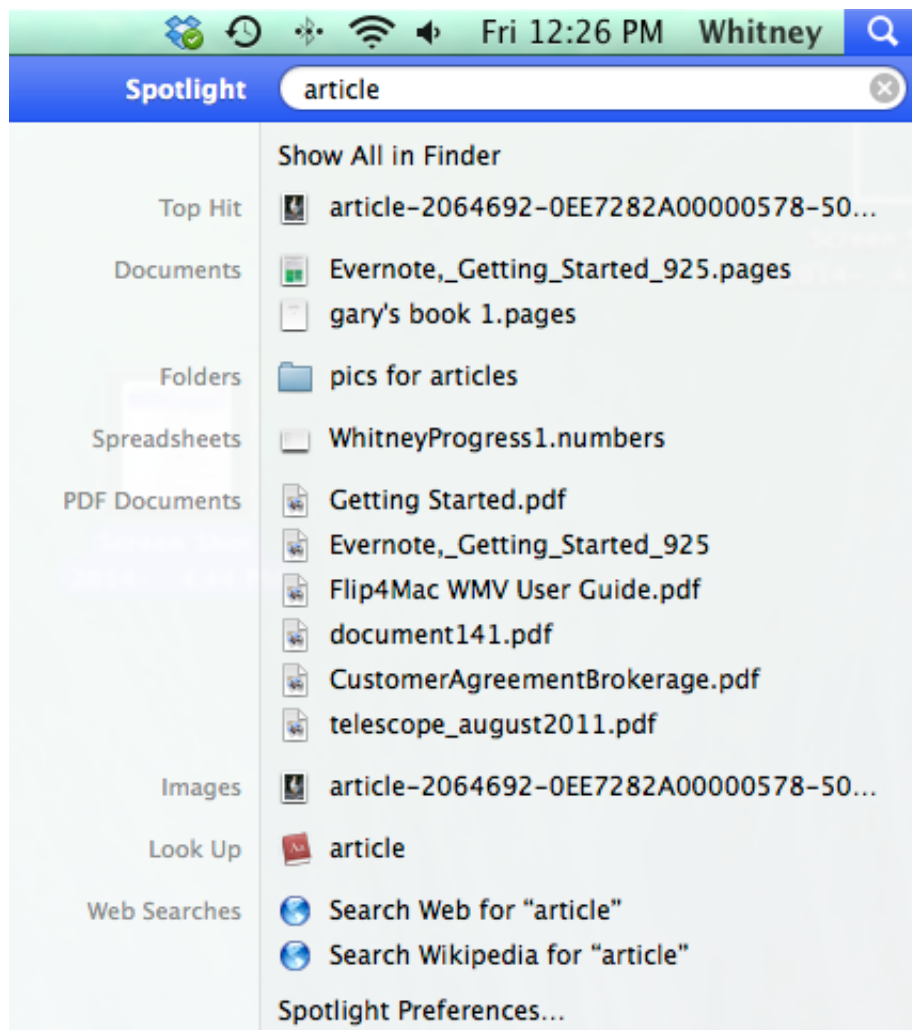 Fri 12:26 PM Whitney
Spotlight article
Show All in Finder
Top Hit article-2064692-0EE7282A00000578-50...
Documents Evernote,_Getting_Started_925.pages
gary's book 1.pages
Folders pics for articles
Spreadsheets WhitneyProgress1.numbers
PDF Documents Getting Started.pdf
Evernote,_Getting_Started_925
Flip4Mac WMV User Guide.pdf
document141.pdf
CustomerAgreementBrokerage.pdf
telescope_august2011.pdf
Images article-2064692-0EE7282A00000578-50...
Look Up article
Web Searches Search Web for “article”
Search Wikipedia for “article”
Spotlight Preferences...